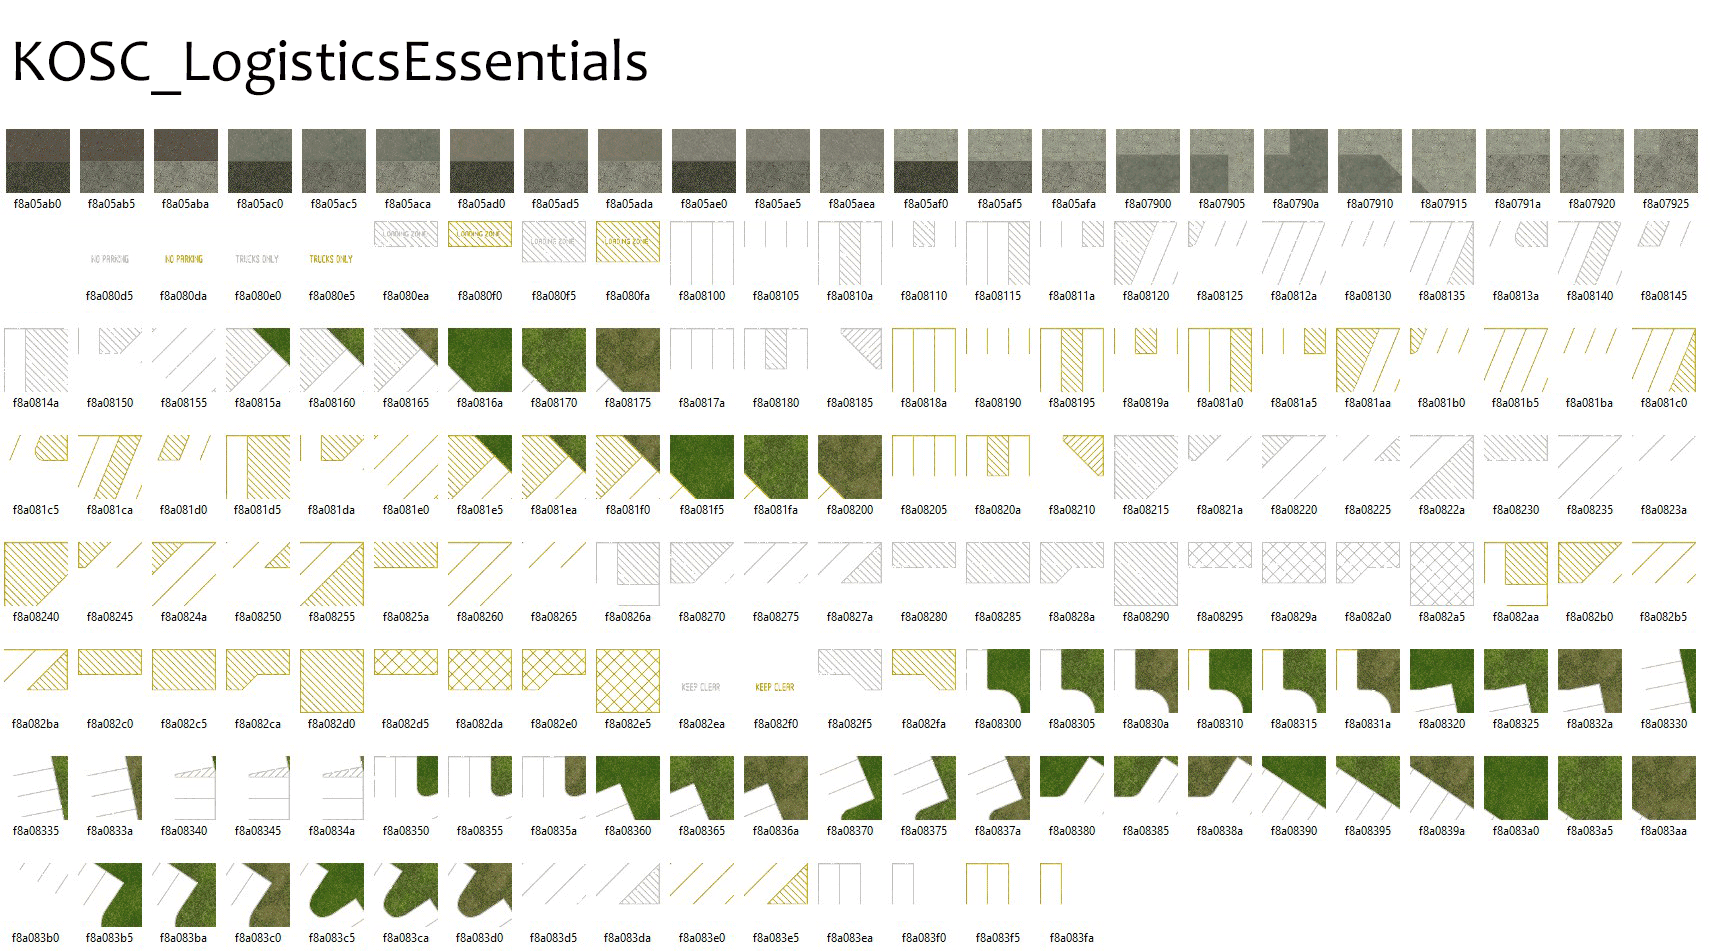 KOSC_LogisticsEssentials
f8a05ab0 f8a05ab5 f8a05aba f8a05ac0 f8a05ac5 f8a05aca f8a05ad0 f8a05ad5 f8a05ada f8a05ae0 f8a05ae5 f8a05aea f8a05af0 f8a05af5 f8a05afa f8a07900 f8a07905 f8a0790a f8a07910 f8a07915 f8a0791a f8a07920 f8a07925
LOADING ZONE LOADING ZONE LOADING ZONE LOADING ZONE
NO PARKING NO PARKING TRUCKS ONLY TRUCKS ONLY
f8a080d5 f8a080da f8a080e0 f8a080e5 f8a080ea f8a080f0 f8a080f5 f8a080fa f8a08100 f8a08105 f8a0810a f8a08110 f8a08115 f8a0811a f8a08120 f8a08125 f8a0812a f8a08130 f8a08135 f8a0813a f8a08140 f8a08145
f8a0814a f8a08150 f8a08155 f8a0815a f8a08160 f8a08165 f8a0816a f8a08170 f8a08175 f8a0817a f8a08180 f8a08185 f8a0818a f8a08190 f8a08195 f8a0819a f8a081a0 f8a081a5 f8a081aa f8a081b0 f8a081b5 f8a081ba f8a081c0
f8a081c5 f8a081ca f8a081d0 f8a081d5 f8a081da f8a081e0 f8a081e5 f8a081ea f8a081f0 f8a081f5 f8a081fa f8a08200 f8a08205 f8a0820a f8a08210 f8a08215 f8a0821a f8a08220 f8a08225 f8a0822a f8a08230 f8a08235 f8a0823a
f8a08240 f8a08245 f8a0824a f8a08250 f8a08255 f8a0825a f8a08260 f8a08265 f8a0826a f8a08270 f8a08275 f8a0827a f8a08280 f8a08285 f8a0828a f8a08290 f8a08295 f8a0829a f8a082a0 f8a082a5 f8a082aa f8a082b0 f8a082b5
KEEP CLEAR KEEP CLEAR
f8a082ba f8a082c0 f8a082c5 f8a082ca f8a082d0 f8a082d5 f8a082da f8a082e0 f8a082e5 f8a082ea f8a082f0 f8a082f5 f8a082fa f8a08300 f8a08305 f8a0830a f8a08310 f8a08315 f8a0831a f8a08320 f8a08325 f8a0832a f8a08330
f8a08335 f8a0833a f8a08340 f8a08345 f8a0834a f8a08350 f8a08355 f8a0835a f8a08360 f8a08365 f8a0836a f8a08370 f8a08375 f8a0837a f8a08380 f8a08385 f8a0838a f8a08390 f8a08395 f8a0839a f8a083a0 f8a083a5 f8a083aa
f8a083b0 f8a083b5 f8a083ba f8a083c0 f8a083c5 f8a083ca f8a083d0 f8a083d5 f8a083da f8a083e0 f8a083e5 f8a083ea f8a083f0 f8a083f5 f8a083fa